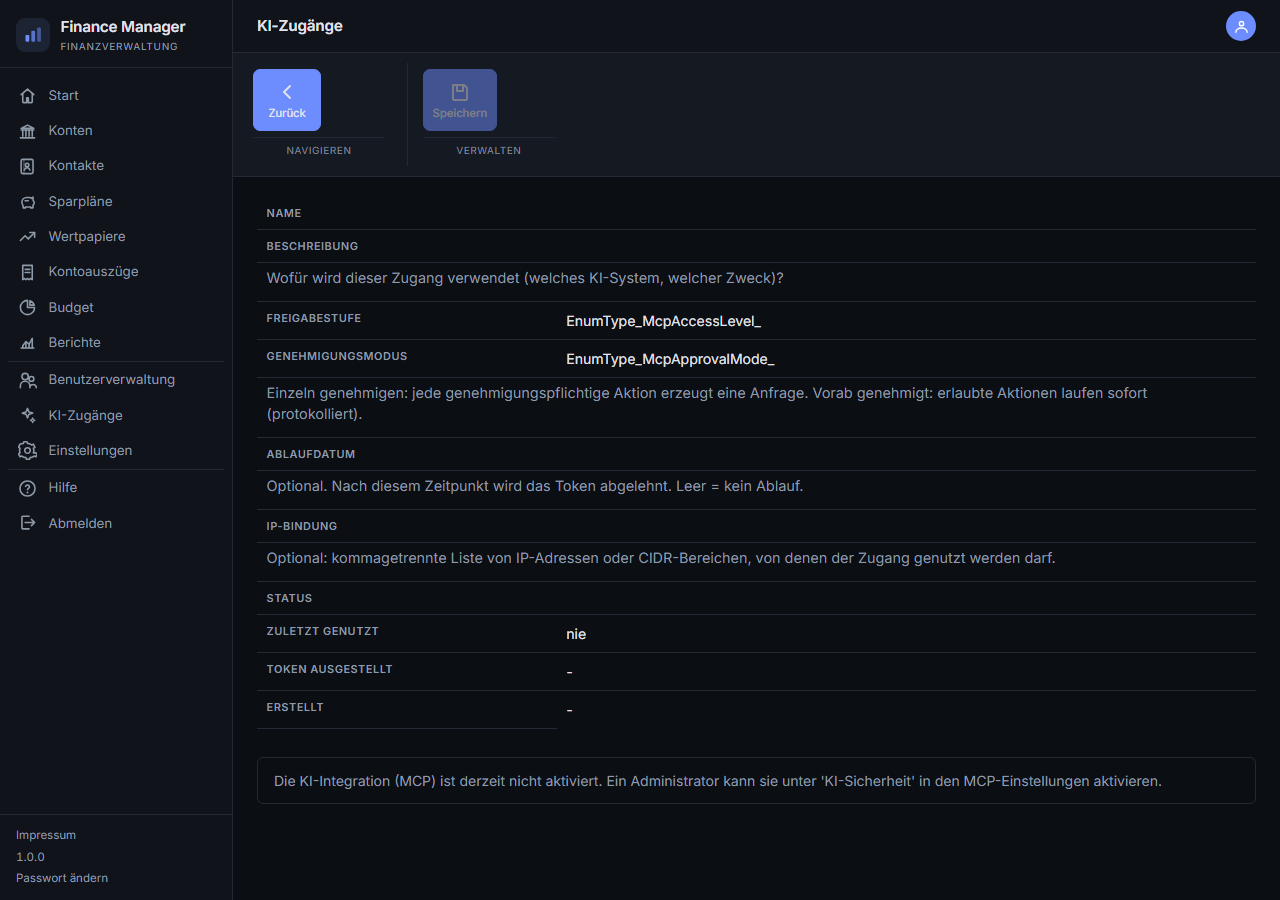 Finance Manager
FINANZVERWALTUNG
Start
Konten
Kontakte
Sparpläne
Wertpapiere
Kontoauszüge
Budget
Berichte
Benutzerverwaltung
KI-Zugänge
Einstellungen
Hilfe
Abmelden
Impressum
1.0.0
Passwort ändern
KI-Zugänge
Zurück
NAVIGIEREN
Speichern
VERWALTEN
NAME
BESCHREIBUNG
Wofür wird dieser Zugang verwendet (welches KI-System, welcher Zweck)?
FREIGABESTUFE EnumType_McpAccessLevel_
GENEHMIGUNGSMODUS EnumType_McpApprovalMode_
Einzeln genehmigen: jede genehmigungspflichtige Aktion erzeugt eine Anfrage. Vorab genehmigt: erlaubte Aktionen laufen sofort
(protokolliert).
ABLAUFDATUM
Optional. Nach diesem Zeitpunkt wird das Token abgelehnt. Leer = kein Ablauf.
IP-BINDUNG
Optional: kommagetrennte Liste von IP-Adressen oder CIDR-Bereichen, von denen der Zugang genutzt werden darf.
STATUS
ZULETZT GENUTZT nie
TOKEN AUSGESTELLT -
ERSTELLT -
Die KI-Integration (MCP) ist derzeit nicht aktiviert. Ein Administrator kann sie unter 'KI-Sicherheit' in den MCP-Einstellungen aktivieren.